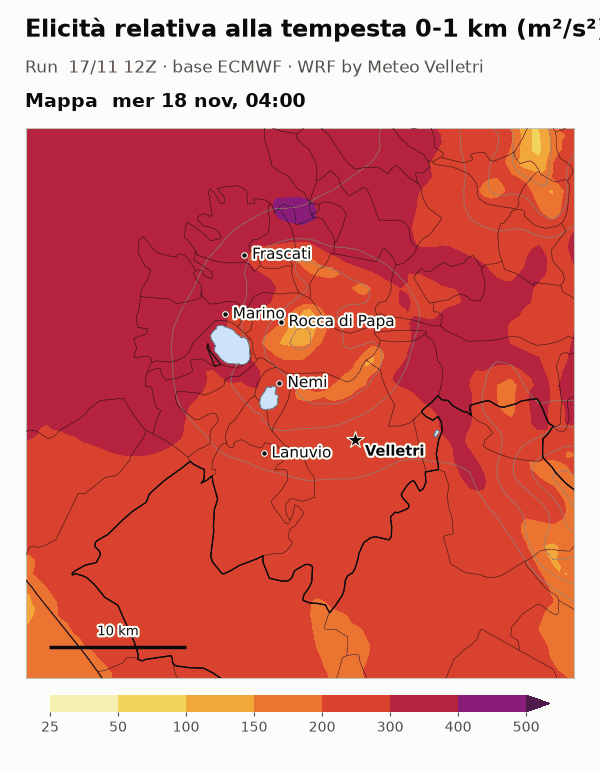 Elicità relativa alla tempesta 0-1 km (m²/s²)
Run 17/11 12Z · base ECMWF · WRF by Meteo Velletri
Mappa mer 18 nov, 04:00
Frascati
Marino
Rocca di Papa
Nemi
Velletri
Lanuvio
10 km
25 50 100 150 200 300 400 500